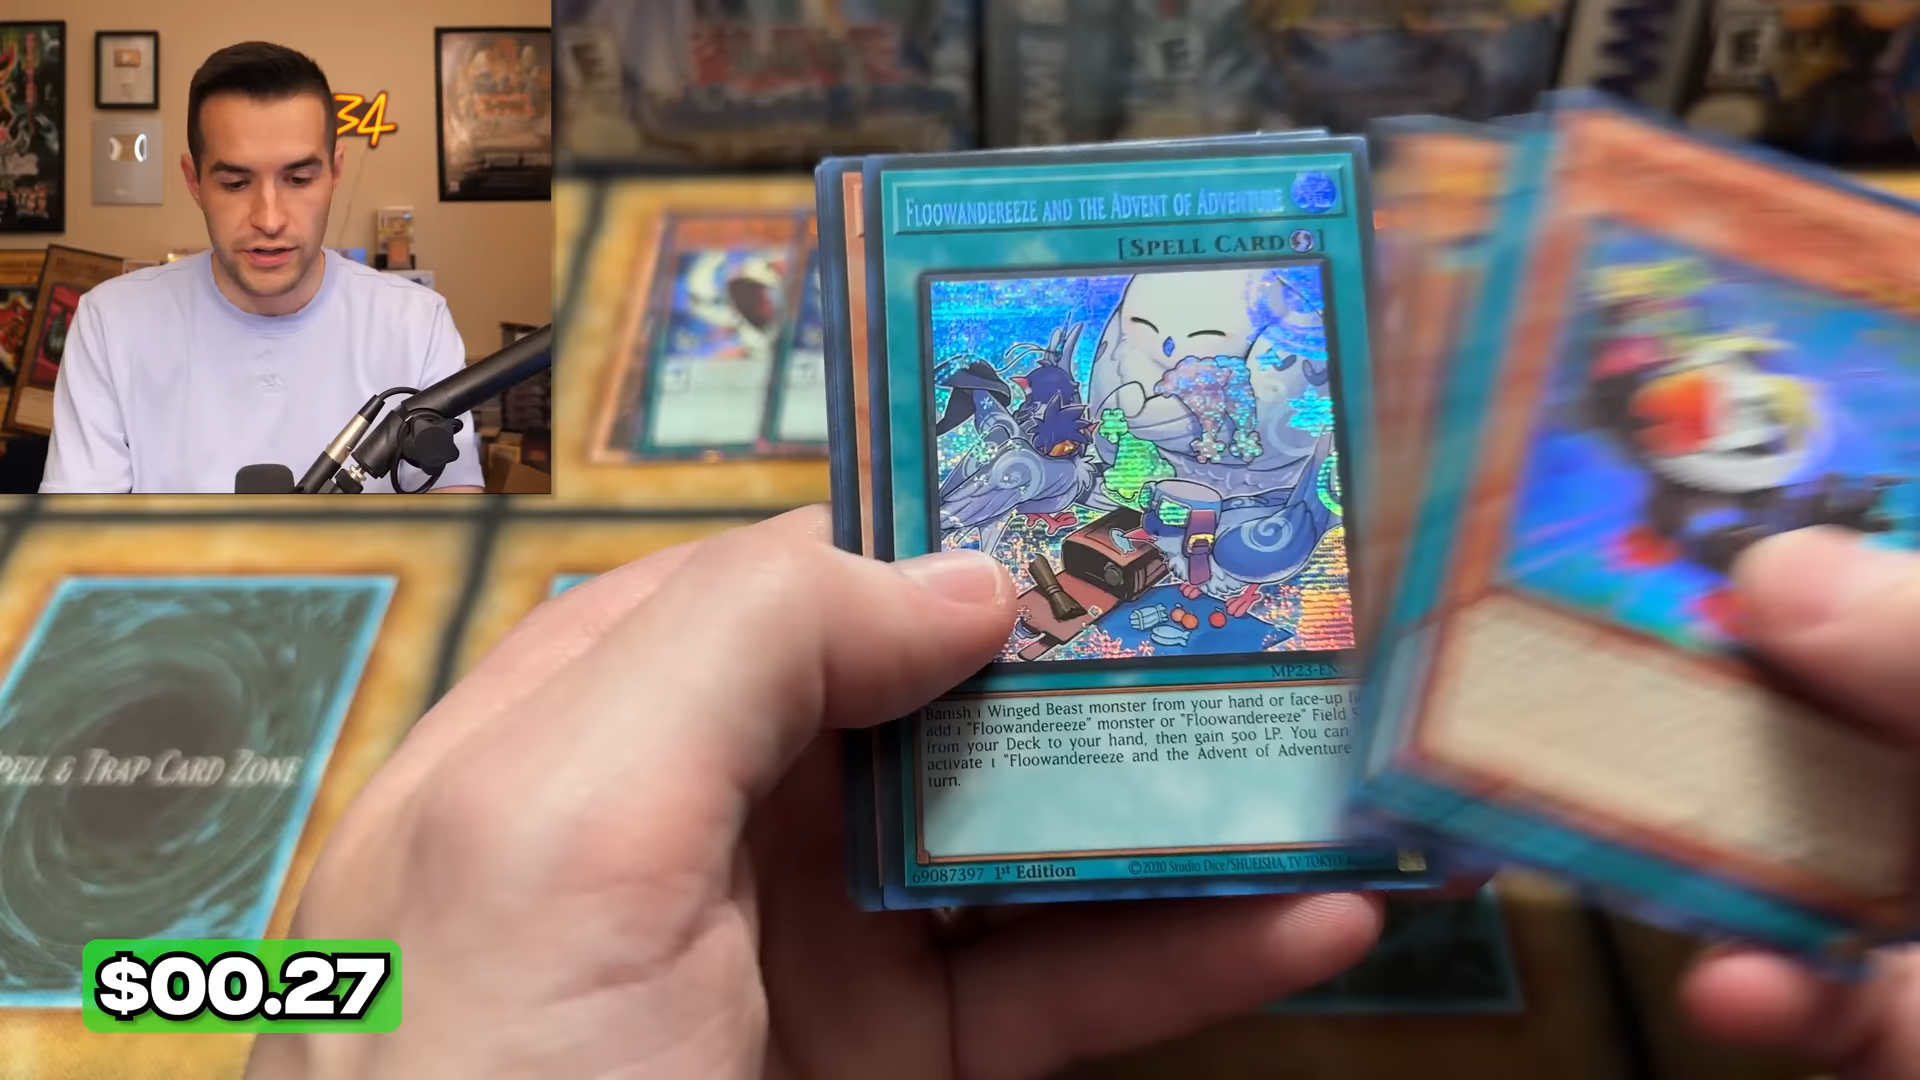 34
FLOOWANDEREEZE AND THE ADVENT OF ADVENTURE
[SPELL CARD]
MP23-EN
Banish 1 Winged Beast monster from your hand or face-up
add 1 "Floowandereeze" monster or "Floowandereeze" Field S
from your Deck to your hand, then gain 500 LP. You can
activate 1 "Floowandereeze and the Advent of Adventure
turn.
69087397 1st Edition
©2020 Studio Dice/SHUEISHA, TV TOKYO,
SPELL & TRAP CARD ZONE
$00.27